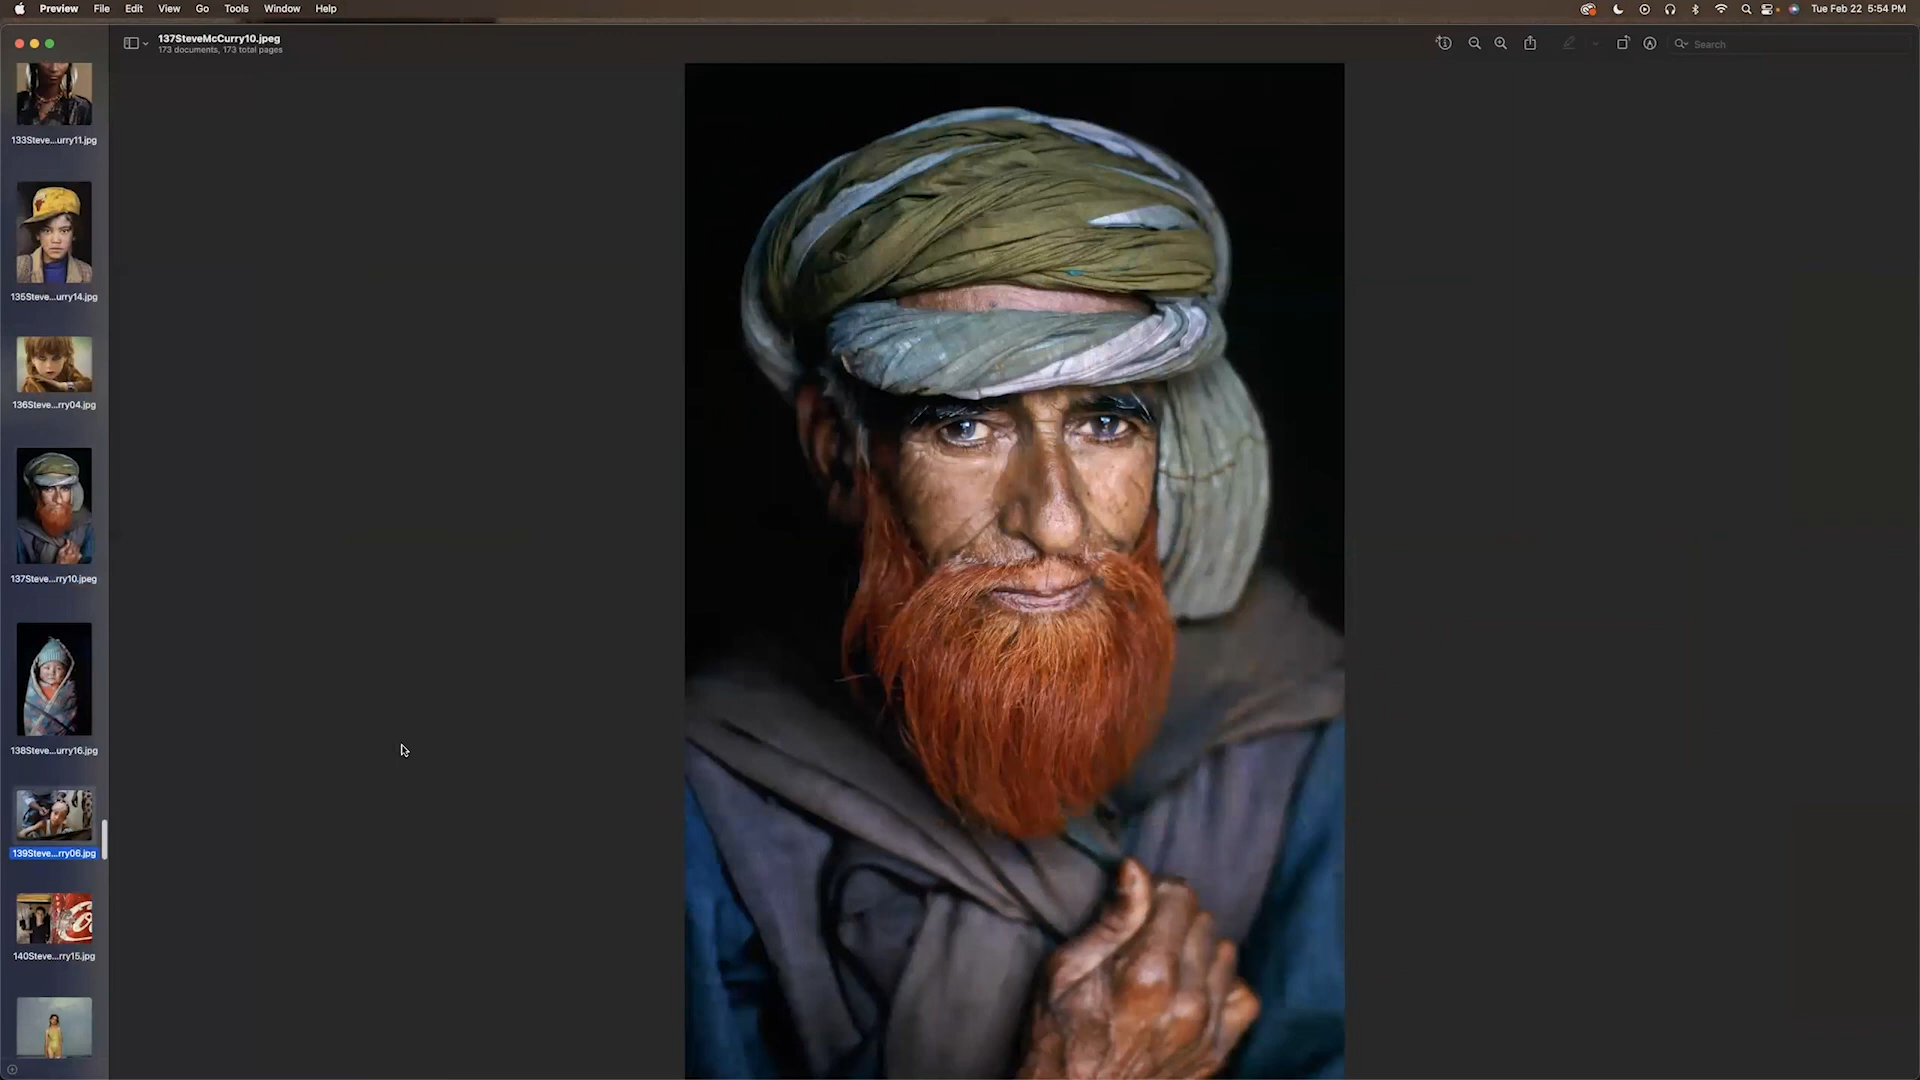 Preview File Edit View Go Tools Window Help
Tue Feb 22 5:54 PM
137SteveMcCurry10.jpeg
173 documents, 173 total pages
Search
133Steve...urry11.jpg
135Steve...urry14.jpg
136Steve...rry04.jpg
137Steve...rry10.jpeg
138Steve...urry16.jpg
139Steve...rry06.jpg
140Steve...rry15.jpg